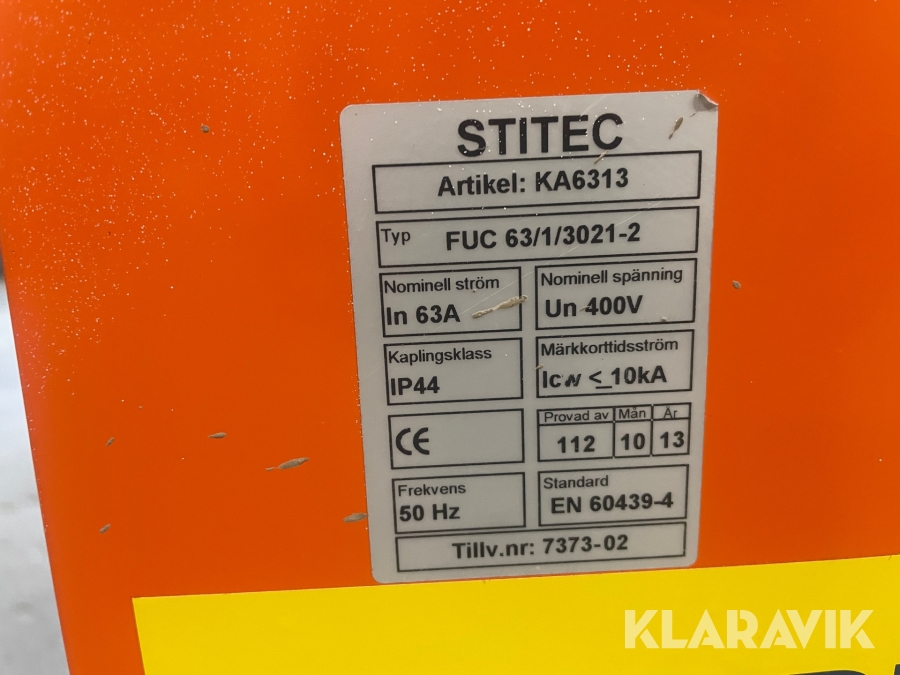 STITEC
Artikel: KA6313
Typ FUC 63/1/3021-2
Nominell ström
In 63A
Nominell spänning
Un 400V
Kaplingsklass
IP44
Märkkorttidsström
Icw ≤ 10kA
CE
Provad av Mån År
112 10 13
Frekvens
50 Hz
Standard
EN 60439-4
Tillv.nr: 7373-02
KLARAVIK